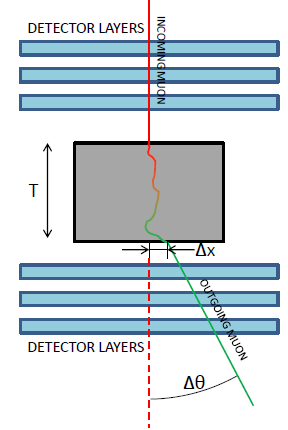 DETECTOR LAYERS
INCOMING MUON
T
Δx
OUTGOING MUON
DETECTOR LAYERS
Δθ